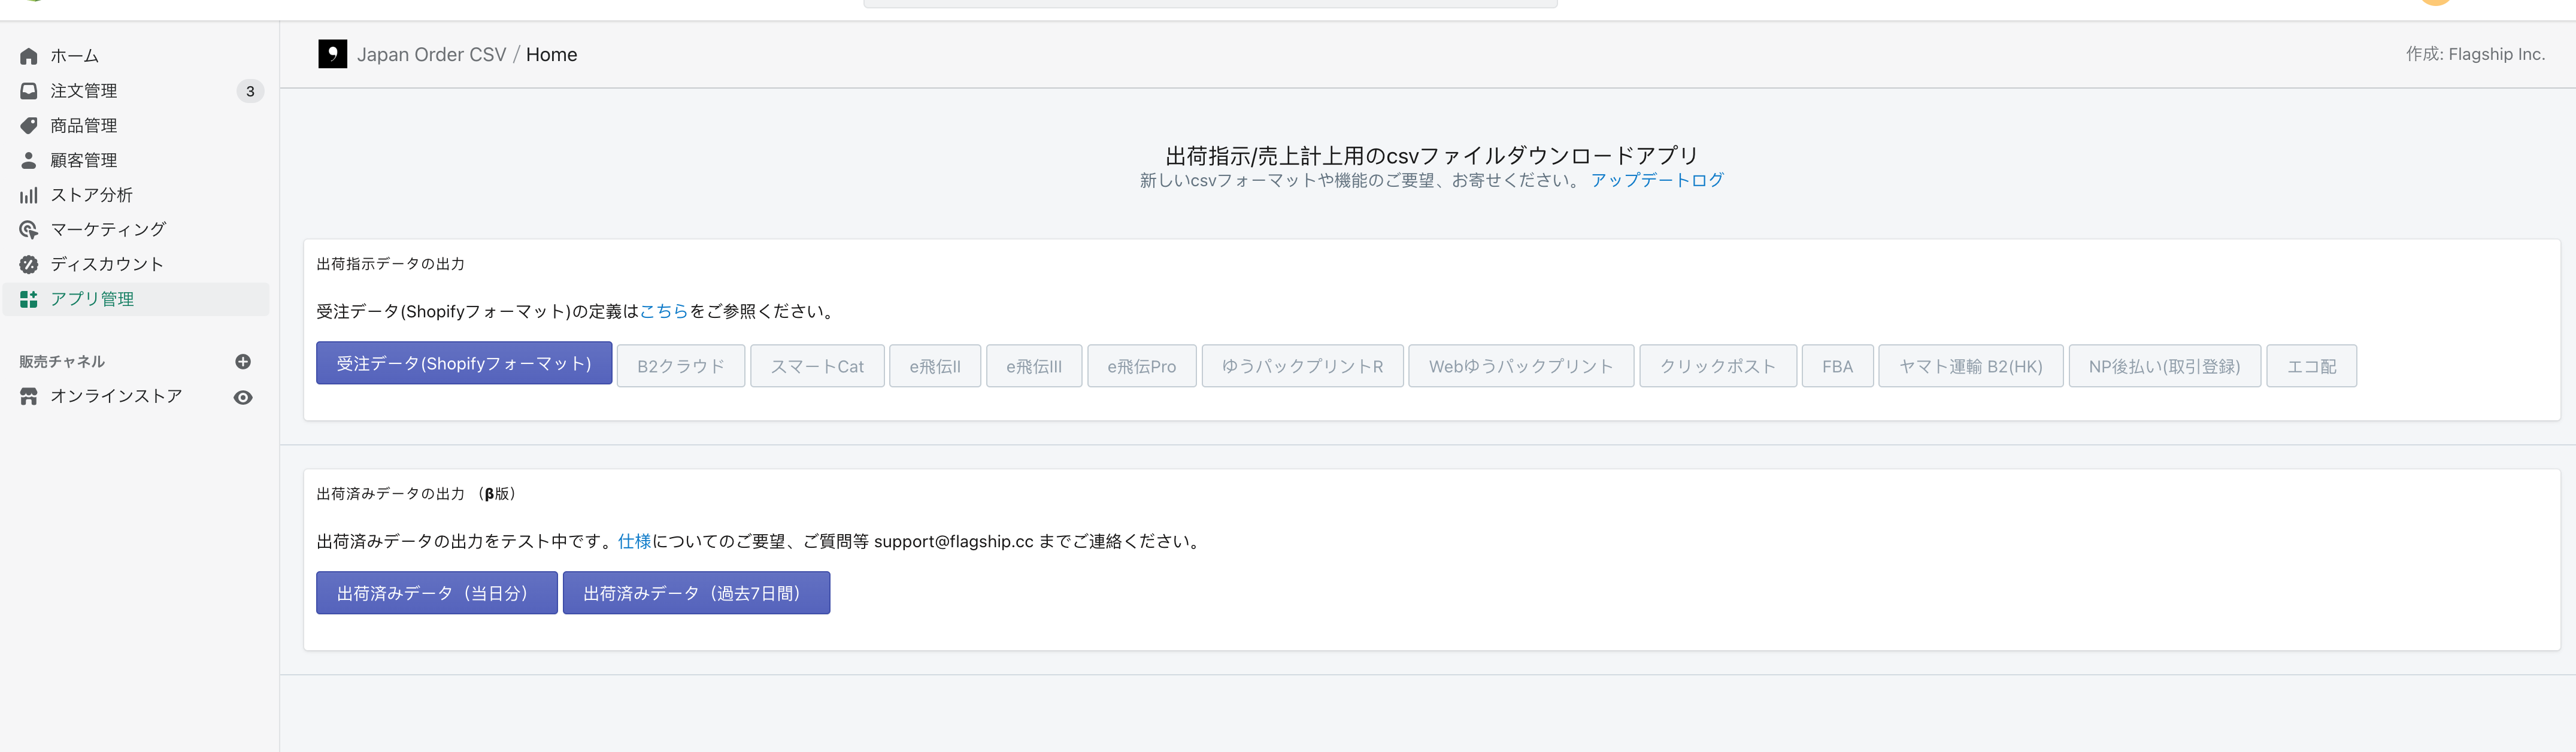 ホーム
注文管理 3
商品管理
顧客管理
ストア分析
マーケティング
ディスカウント
アプリ管理
販売チャネル
オンラインストア
Japan Order CSV / Home
作成: Flagship Inc.
出荷指示/売上計上用のcsvファイルダウンロードアプリ
新しいcsvフォーマットや機能のご要望、お寄せください。 アップデートログ
出荷指示データの出力
受注データ(Shopifyフォーマット)の定義はこちらをご参照ください。
受注データ(Shopifyフォーマット) B2クラウド スマートCat e飛伝II e飛伝III e飛伝Pro ゆうパックプリントR Webゆうパックプリント クリックポスト FBA ヤマト運輸 B2(HK) NP後払い(取引登録) エコ配
出荷済みデータの出力 （β版）
出荷済みデータの出力をテスト中です。仕様についてのご要望、ご質問等 support@flagship.cc までご連絡ください。
出荷済みデータ（当日分） 出荷済みデータ（過去7日間）